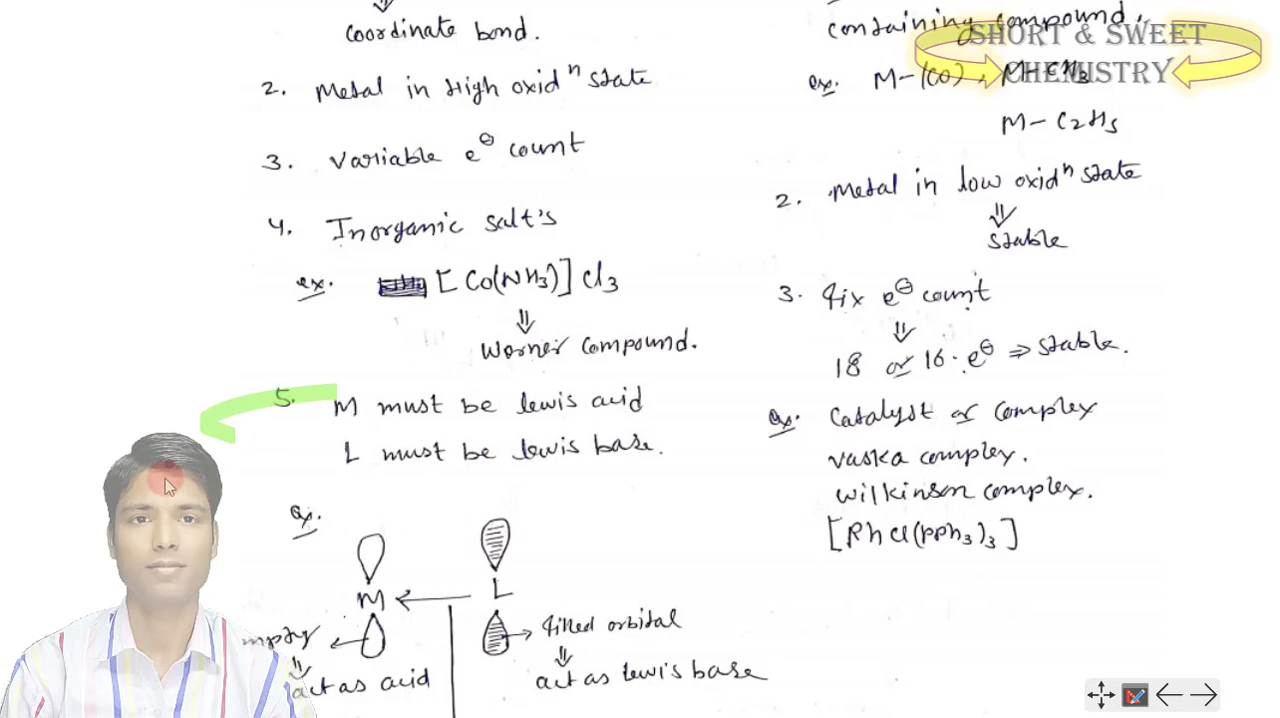 coordinate bond.
2. Metal in High oxidⁿ state
3. Variable e⊖ count
4. Inorganic salt's
ex. [Co(NH3)]Cl3
⇓
Worner compound.
5. M must be lewis acid
L must be lewis base.
ex.
M ← L
empty
filled orbital
act as acid
act as lewis base
containing compound.
ex. M-(CO), M-CH3
M-C2H5
2. Metal in low oxidⁿ state
⇓
stable
3. fix e⊖ count
⇓
18 or 16. e⊖ ⇒ stable.
ex. Catalyst or complex
vaska complex.
wilkinson complex.
[RhCl(PPh3)3]
SHORT & SWEET
CHEMISTRY